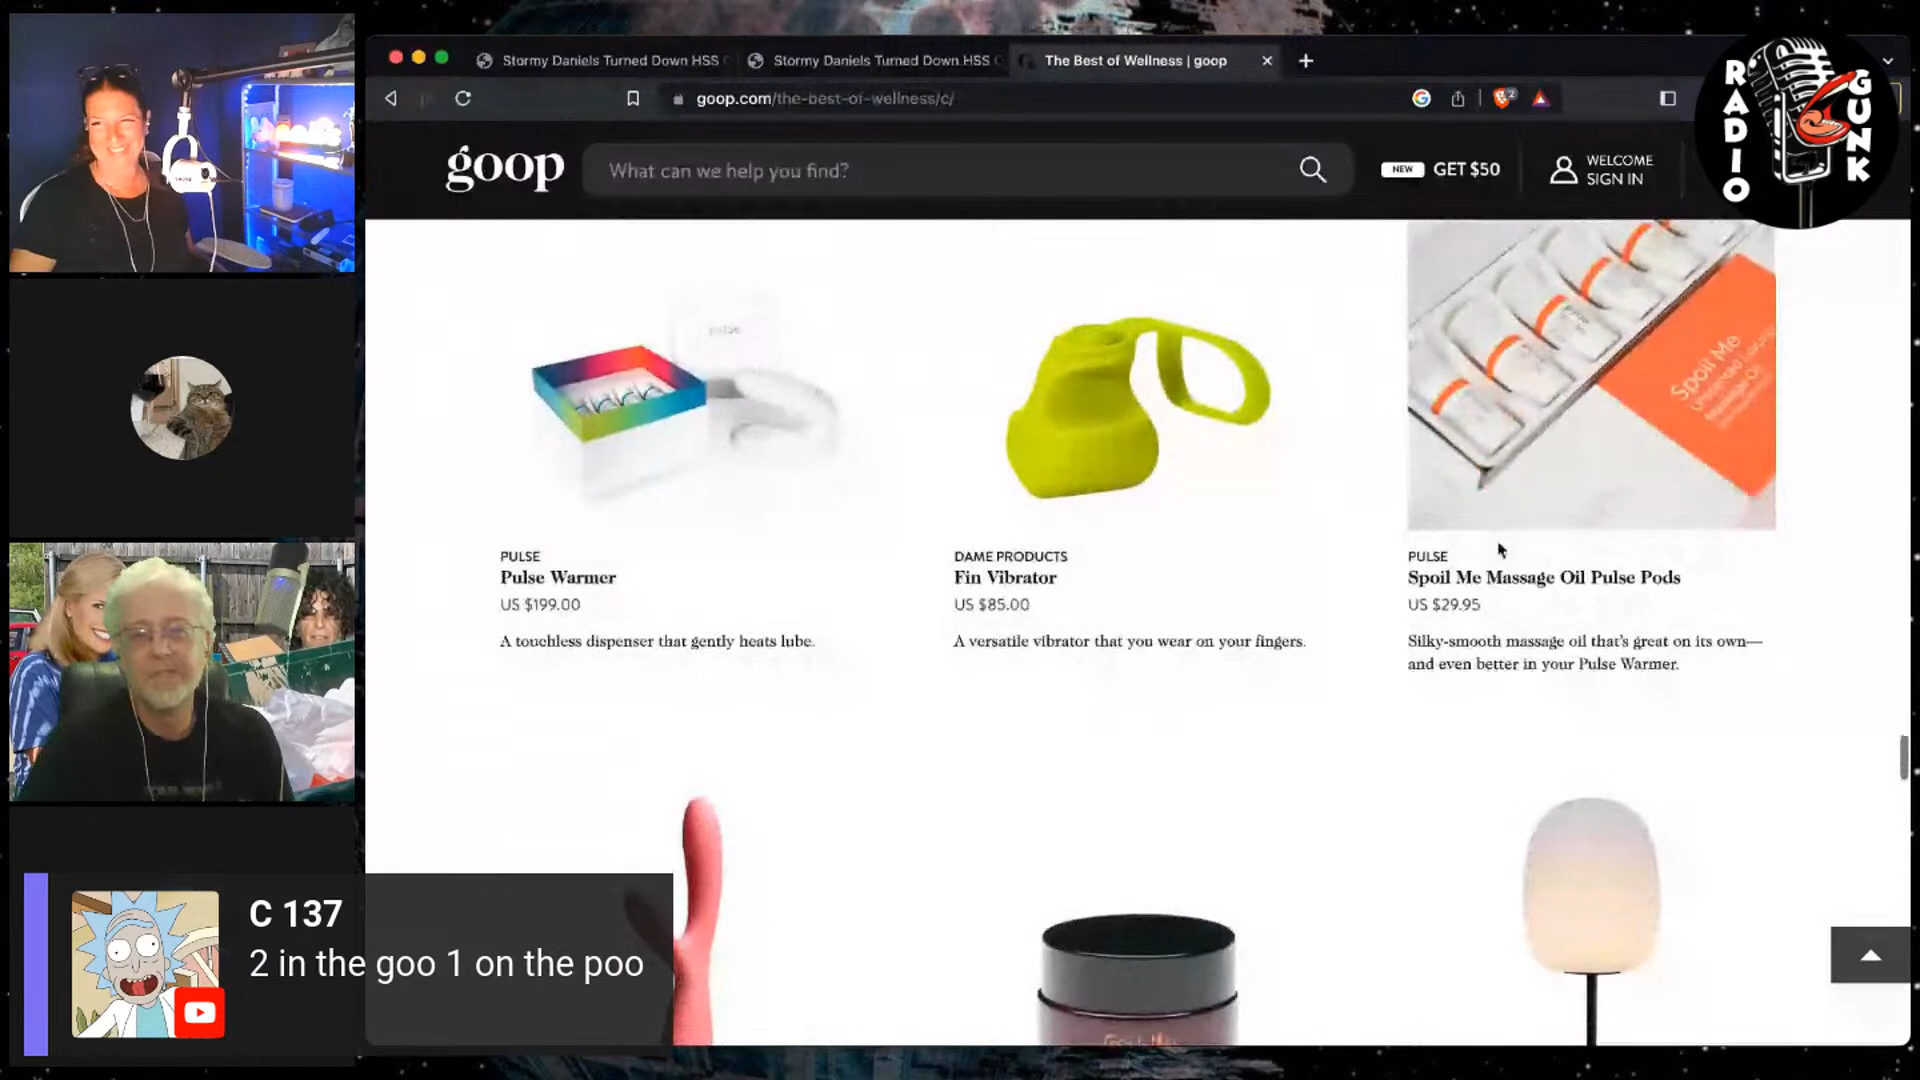 Stormy Daniels Turned Down HSS
Stormy Daniels Turned Down HSS
The Best of Wellness | goop
goop.com/the-best-of-wellness/c/
RADIO
GUNK
goop
What can we help you find?
NEW
GET $50
WELCOME
SIGN IN
pulse
Spoil Me
Massage Oil
PULSE
Pulse Warmer
US $199.00
A touchless dispenser that gently heats lube.
DAME PRODUCTS
Fin Vibrator
US $85.00
A versatile vibrator that you wear on your fingers.
PULSE
Spoil Me Massage Oil Pulse Pods
US $29.95
Silky-smooth massage oil that's great on its own—
and even better in your Pulse Warmer.
C 137
2 in the goo 1 on the poo